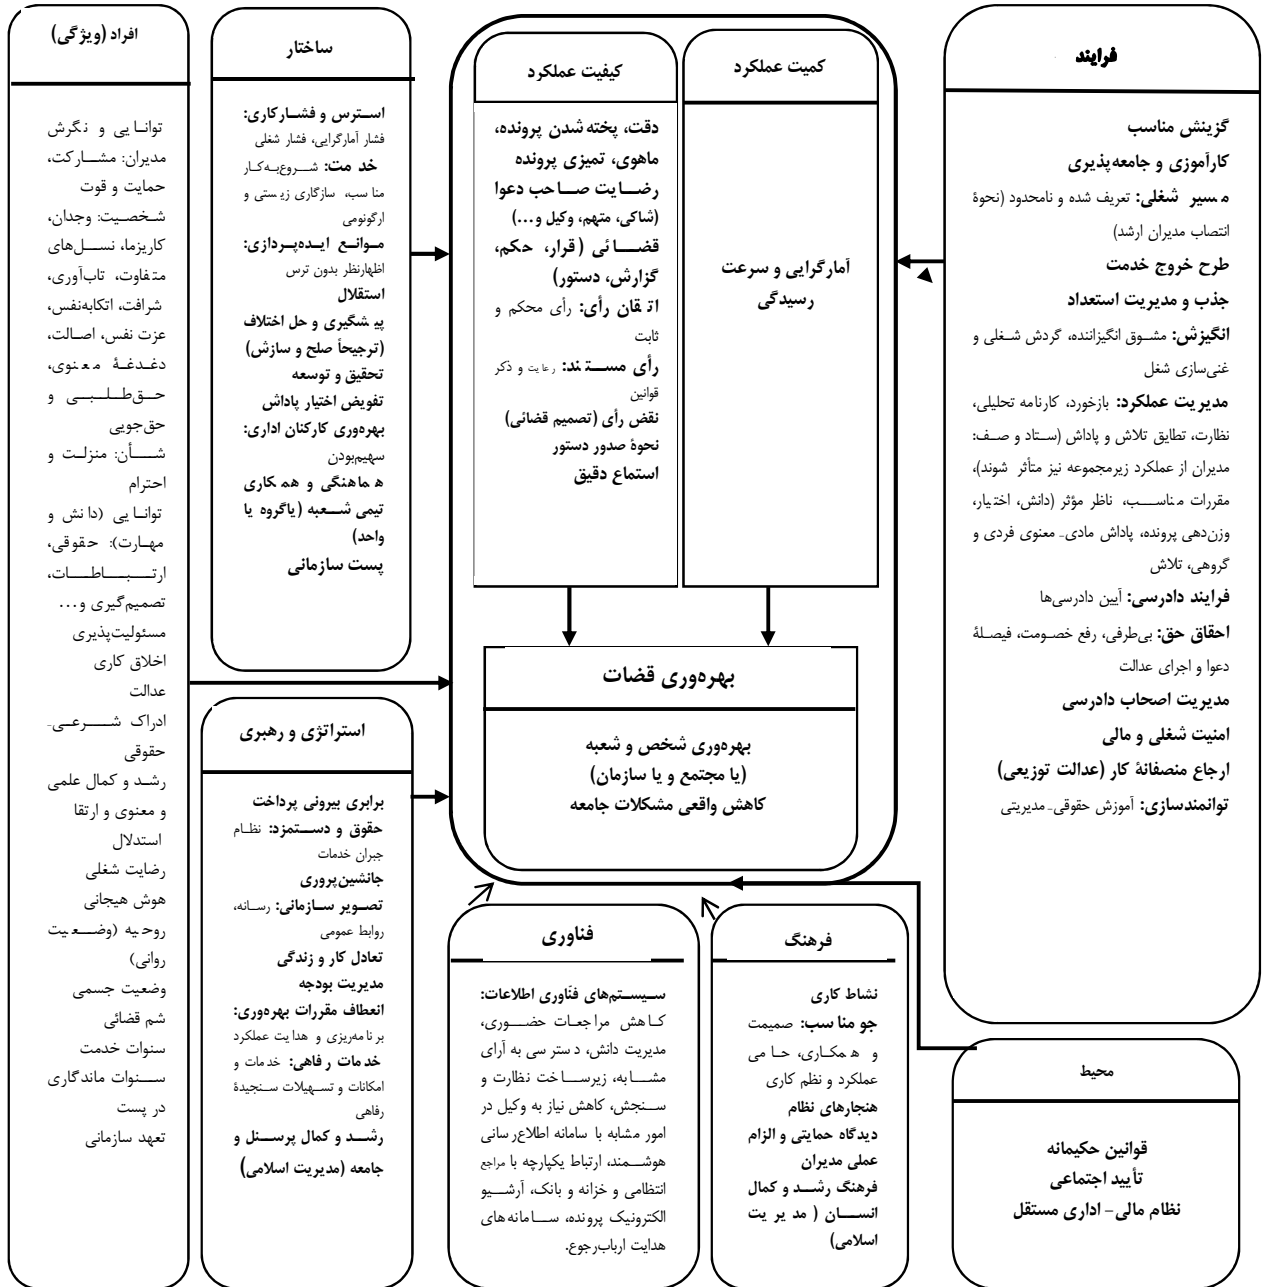 افراد (ویژگی)
توانایی و نگرش
مدیران: مشارکت،
حمایت و قوت
شخصیت: وجدان،
کاریزما، نسل‌های
متفاوت، تاب‌آوری،
شرافت، اتکابه‌نفس،
عزت نفس، اصالت،
دغدغهٔ معنوی،
حق‌طلبی و
حق‌جویی
شأن: منزلت و
احترام
توانایی (دانش و
مهارت): حقوقی،
ارتباطات،
تصمیم‌گیری و...
مسئولیت‌پذیری
اخلاق کاری
عدالت
ادراک شرعی-
حقوقی
رشد و کمال علمی
و معنوی و ارتقا
استدلال
رضایت شغلی
هوش هیجانی
روحیه (وضعیت
روانی)
وضعیت جسمی
شم قضائی
سنوات خدمت
سنوات ماندگاری
در پست
تعهد سازمانی
ساختار
استرس و فشارکاری:
فشار آمارگرایی، فشار شغلی
خدمت: شروع‌به‌کار
مناسب، سازگاری زیستی و
ارگونومی
موانع ایده‌پردازی:
اظهارنظر بدون ترس
استقلال
پیشگیری و حل اختلاف
(ترجیحاً صلح و سازش)
تحقیق و توسعه
تفویض اختیار پاداش
بهره‌وری کارکنان اداری:
سهیم‌بودن
هماهنگی و همکاری
تیمی شعبه (یاگروه یا
واحد)
پست سازمانی
استراتژی و رهبری
برابری بیرونی پرداخت
حقوق و دستمزد: نظام
جبران خدمات
جانشین‌پروری
تصویر سازمانی: رسانه،
روابط عمومی
تعادل کار و زندگی
مدیریت بودجه
انعطاف مقررات بهره‌وری:
برنامه‌ریزی و هدایت عملکرد
خدمات رفاهی: خدمات و
امکانات و تسهیلات سنجیدهٔ
رفاهی
رشد و کمال پرسنل و
جامعه (مدیریت اسلامی)
کیفیت عملکرد
دقت، پخته شدن پرونده،
ماهوی، تمیزی پرونده
رضایت صاحب دعوا
(شاکی، متهم، وکیل و...)
قضائی (قرار، حکم،
گزارش، دستور)
اتقان رأی: رأی محکم و
ثابت
رأی مستند: رعایت و ذکر
قوانین
نقض رأی (تصمیم قضائی)
نحوهٔ صدور دستور
استماع دقیق
کمیت عملکرد
آمارگرایی و سرعت
رسیدگی
بهره‌وری قضات
بهره‌وری شخص و شعبه
(یا مجتمع و یا سازمان)
کاهش واقعی مشکلات جامعه
فناوری
سیستم‌های فنّاوری اطلاعات:
کاهش مراجعات حضوری،
مدیریت دانش، دسترسی به آرای
مشابه، زیرساخت نظارت و
سنجش، کاهش نیاز به وکیل در
امور مشابه با سامانه اطلاع‌رسانی
هوشمند، ارتباط یکپارچه با مراجع
انتظامی و خزانه و بانک، آرشیو
الکترونیک پرونده، سامانه‌های
هدایت ارباب‌رجوع.
فرهنگ
نشاط کاری
جو مناسب: صمیمت
و همکاری، حامی
عملکرد و نظم کاری
هنجارهای نظام
دیدگاه حمایتی و الزام
عملی مدیران
فرهنگ رشد و کمال
انسان (مدیریت
اسلامی)
فرایند
گزینش مناسب
کارآموزی و جامعه‌پذیری
مسیر شغلی: تعریف شده و نامحدود (نحوهٔ
انتصاب مدیران ارشد)
طرح خروج خدمت
جذب و مدیریت استعداد
انگیزش: مشوق انگیزاننده، گردش شغلی و
غنی‌سازی شغل
مدیریت عملکرد: بازخورد، کارنامه تحلیلی،
نظارت، تطابق تلاش و پاداش (ستاد و صف:
مدیران از عملکرد زیرمجموعه نیز متأثر شوند)،
مقررات مناسب، ناظر مؤثر (دانش، اختیار،
وزن‌دهی پرونده، پاداش مادی- معنوی فردی و
گروهی، تلاش
فرایند دادرسی: آیین دادرسی‌ها
احقاق حق: بی‌طرفی، رفع خصومت، فیصلهٔ
دعوا و اجرای عدالت
مدیریت اصحاب دادرسی
امنیت شغلی و مالی
ارجاع منصفانهٔ کار (عدالت توزیعی)
توانمندسازی: آموزش حقوقی- مدیریتی
محیط
قوانین حکیمانه
تأیید اجتماعی
نظام مالی- اداری مستقل